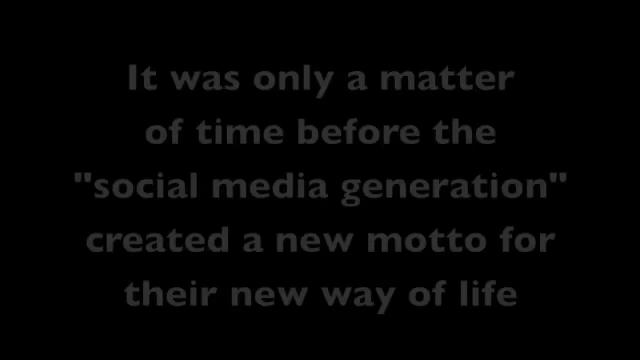 It was only a matter
of time before the
"social media generation"
created a new motto for
their new way of life